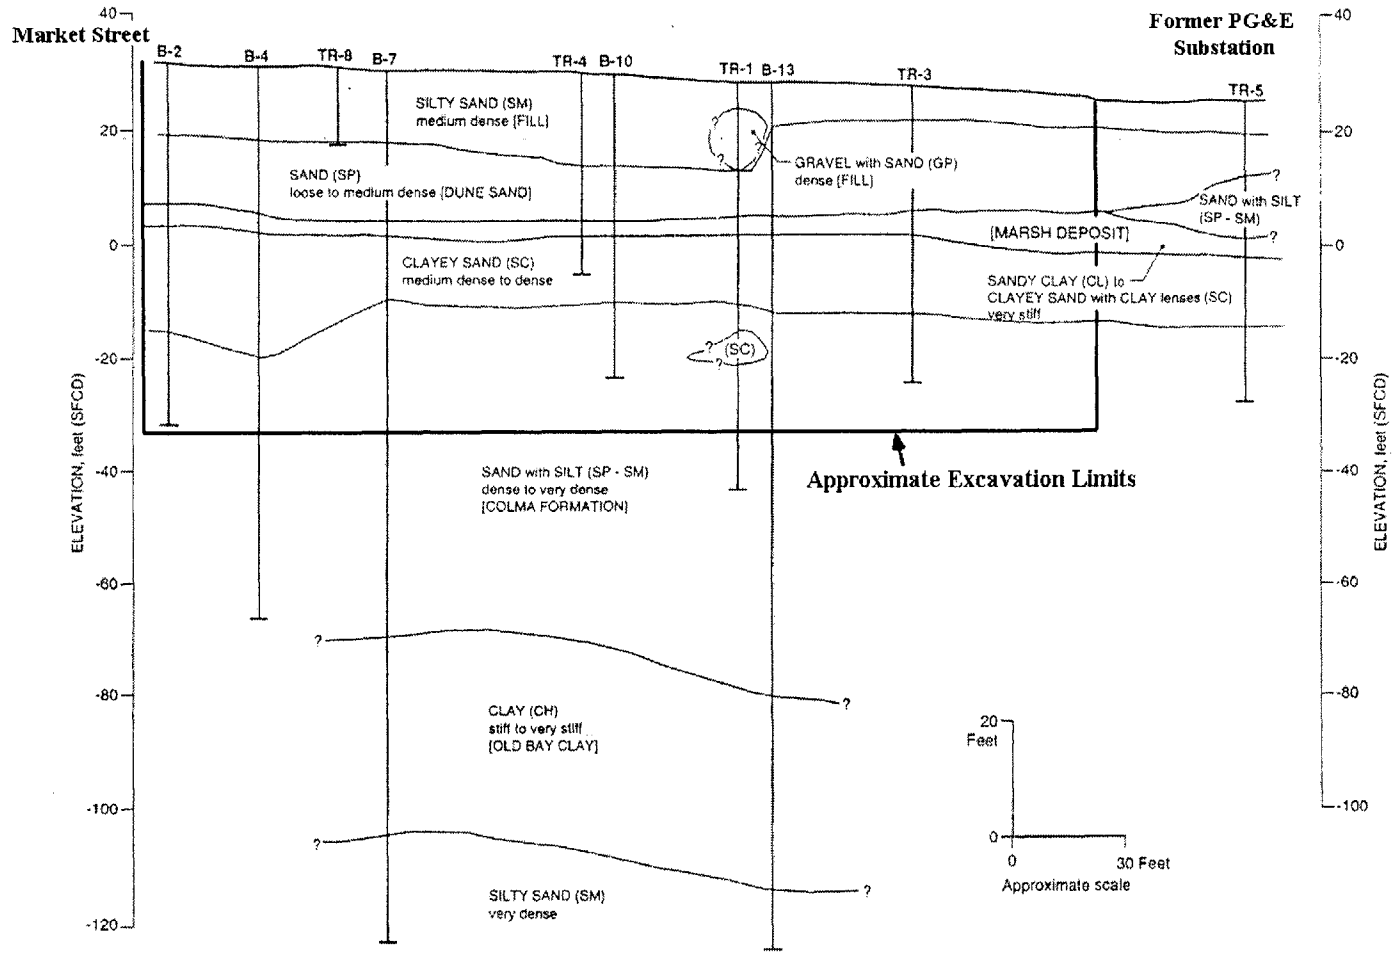 40
Market Street
B-2
B-4
TR-8
B-7
TR-4
B-10
TR-1
B-13
TR-3
Former PG&E
Substation
40
TR-5
SILTY SAND (SM)
medium dense [FILL]
20
?
?
?
GRAVEL with SAND (GP)
dense [FILL]
20
SAND (SP)
loose to medium dense [DUNE SAND]
?
SAND with SILT
(SP - SM)
?
[MARSH DEPOSIT]
0
0
CLAYEY SAND (SC)
medium dense to dense
SANDY CLAY (CL) to
CLAYEY SAND with CLAY lenses (SC)
very stiff
-20
?
(SC)
?
-20
ELEVATION, feet (SFCD)
ELEVATION, feet (SFCD)
-40
SAND with SILT (SP - SM)
dense to very dense
[COLMA FORMATION]
Approximate Excavation Limits
-40
-60
-60
?
-80
?
-80
CLAY (CH)
stiff to very stiff
[OLD BAY CLAY]
20
Feet
-100
-100
?
0
0
30 Feet
Approximate scale
?
SILTY SAND (SM)
very dense
-120